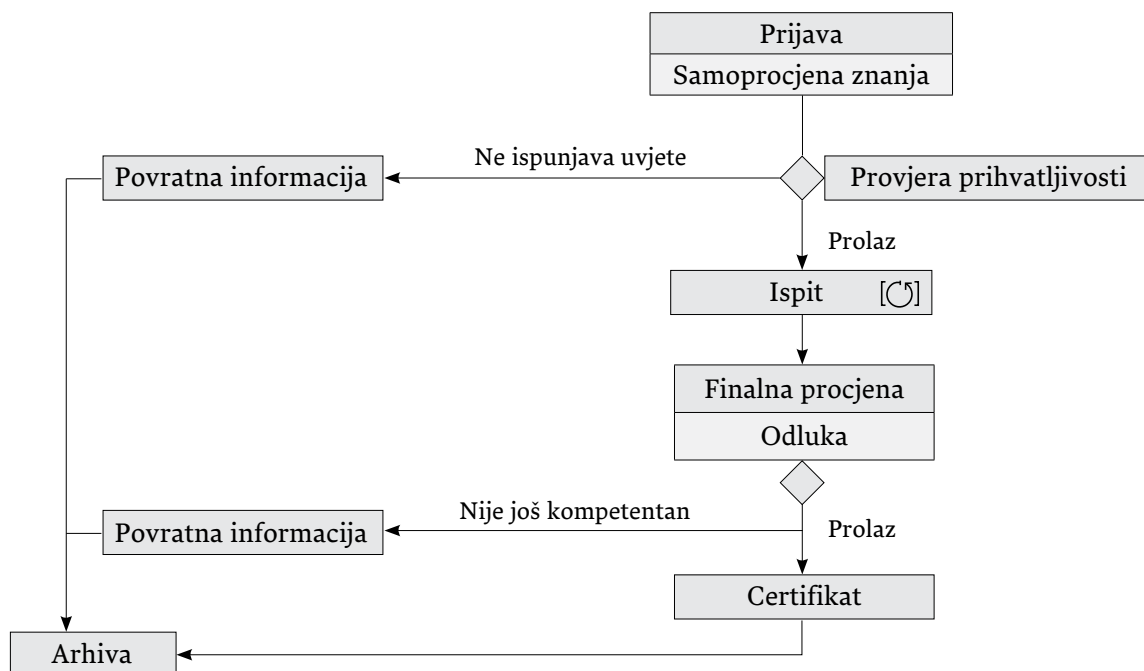 Prijava
Samoprocjena znanja
Ne ispunjava uvjete
Povratna informacija
Provjera prihvatljivosti
Prolaz
Ispit
Finalna procjena
Odluka
Nije još kompetentan
Povratna informacija
Prolaz
Certifikat
Arhiva